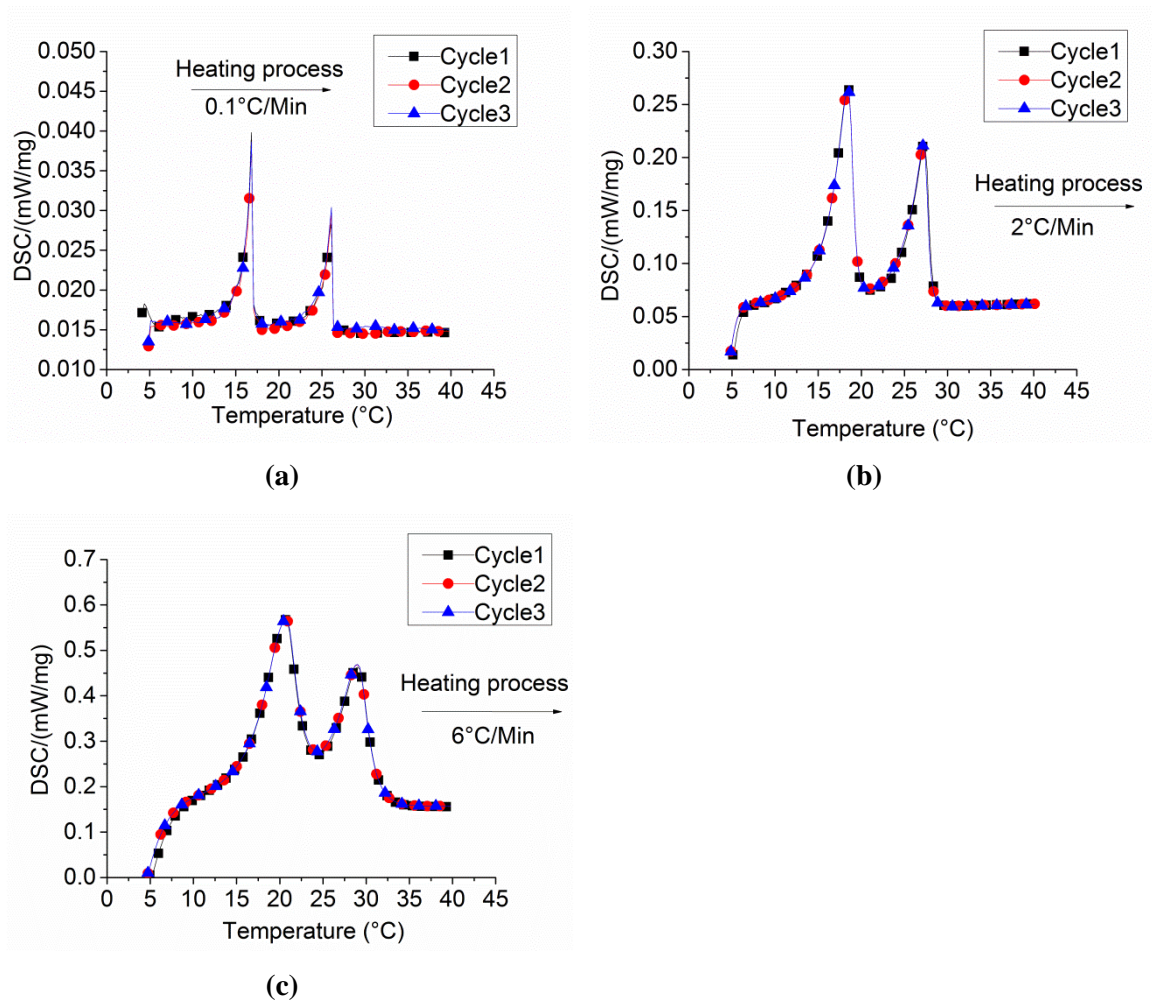 0.050
0.045
0.040
0.035
0.030
0.025
0.020
0.015
0.010
DSC/(mW/mg)
0 5 10 15 20 25 30 35 40 45
Temperature (°C)
Heating process
0.1°C/Min
Cycle1
Cycle2
Cycle3
(a)
0.30
0.25
0.20
0.15
0.10
0.05
0.00
DSC/(mW/mg)
0 5 10 15 20 25 30 35 40 45
Temperature (°C)
Cycle1
Cycle2
Cycle3
Heating process
2°C/Min
(b)
0.7
0.6
0.5
0.4
0.3
0.2
0.1
0.0
DSC/(mW/mg)
0 5 10 15 20 25 30 35 40 45
Temperature (°C)
Cycle1
Cycle2
Cycle3
Heating process
6°C/Min
(c)